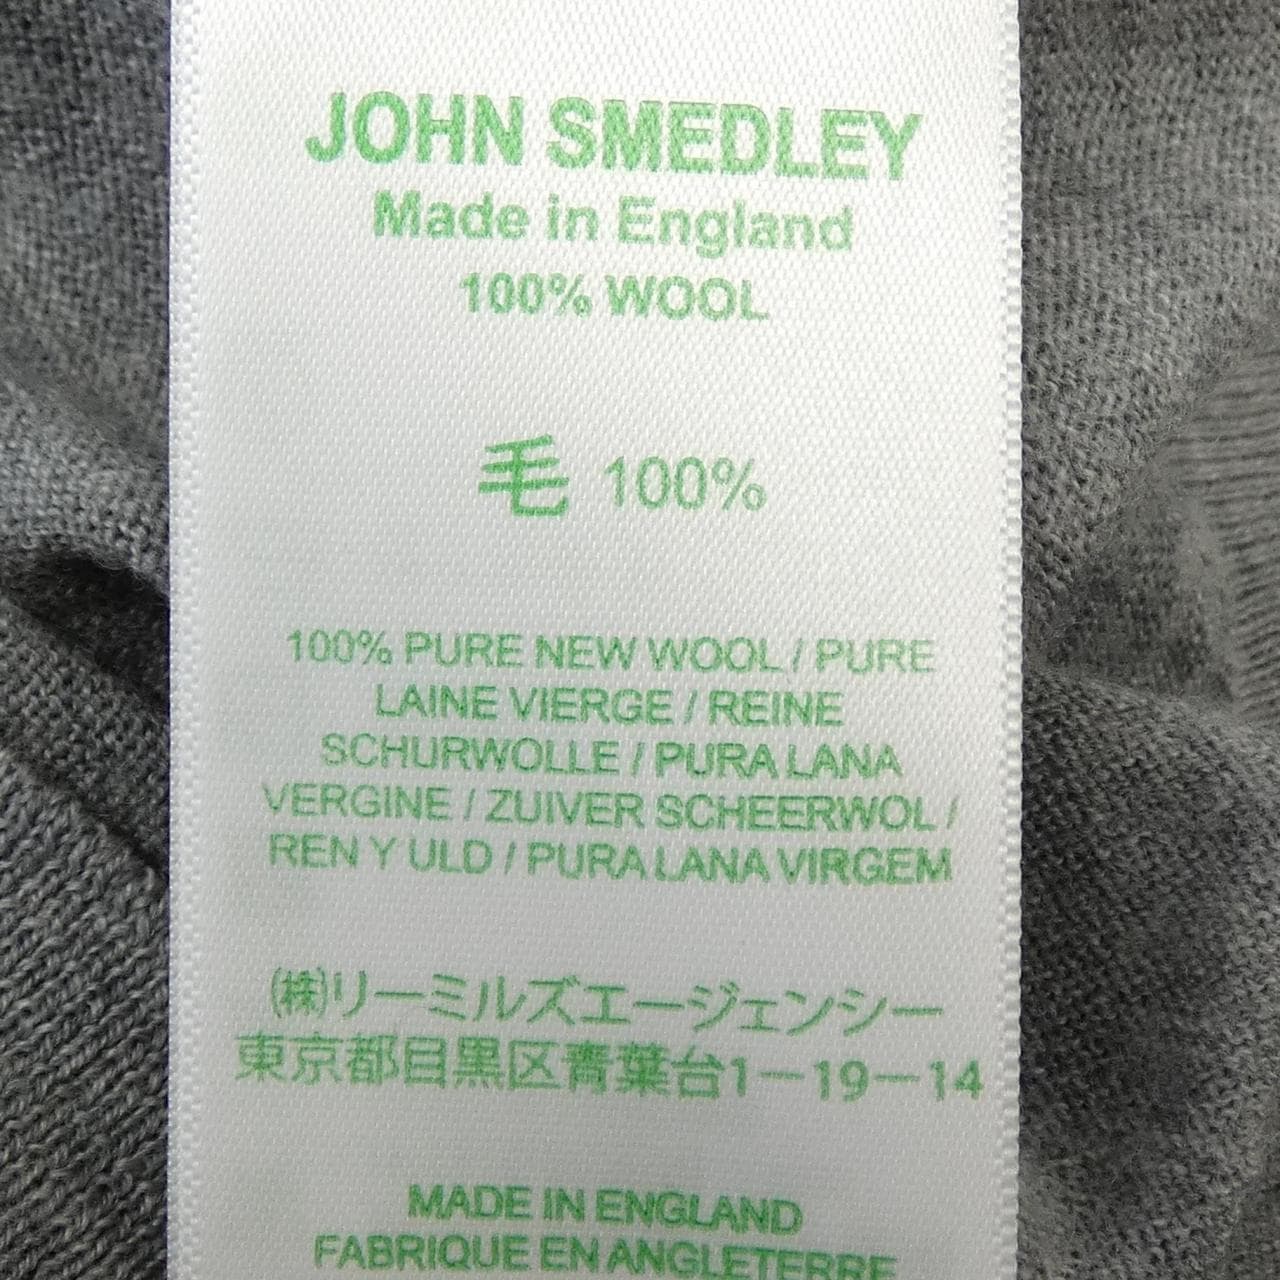 JOHN SMEDLEY
Made in England
100% WOOL
毛 100%
100% PURE NEW WOOL / PURE
LAINE VIERGE / REINE
SCHURWOLLE / PURA LANA
VERGINE / ZUIVER SCHEERWOL /
REN Y ULD / PURA LANA VIRGEM
㈱リーミルズエージェンシー
東京都目黒区青葉台1－19－14
MADE IN ENGLAND
FABRIQUE EN ANGLETERRE